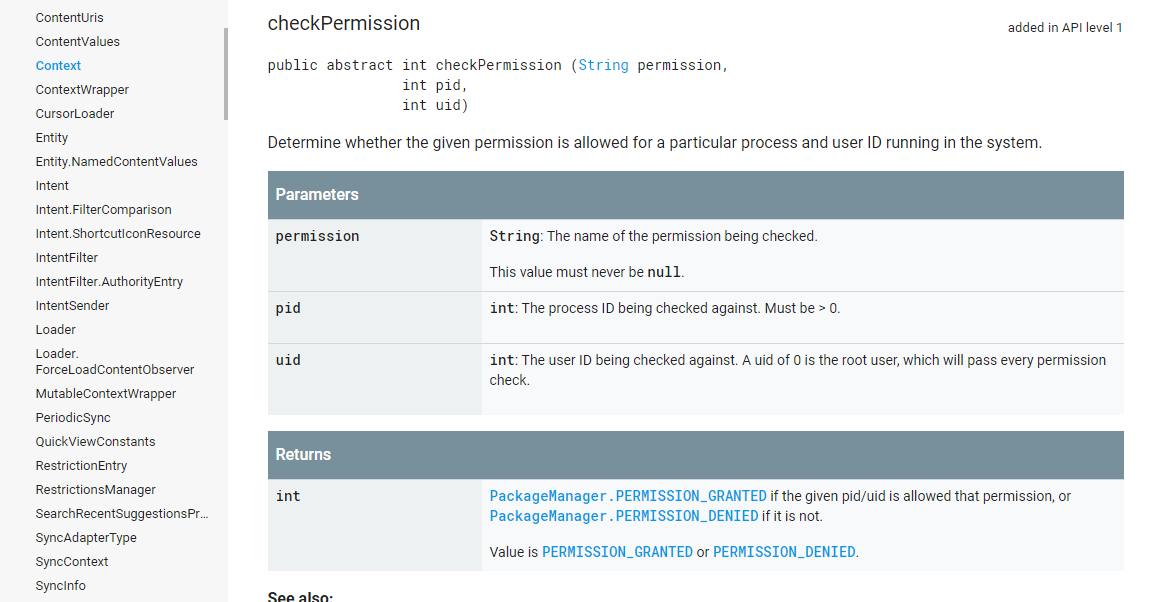 ContentUris
ContentValues
Context
ContextWrapper
CursorLoader
Entity
Entity.NamedContentValues
Intent
Intent.FilterComparison
Intent.ShortcutIconResource
IntentFilter
IntentFilter.AuthorityEntry
IntentSender
Loader
Loader.
ForceLoadContentObserver
MutableContextWrapper
PeriodicSync
QuickViewConstants
RestrictionEntry
RestrictionsManager
SearchRecentSuggestionsPr...
SyncAdapterType
SyncContext
SyncInfo
checkPermission
added in API level 1
public abstract int checkPermission (String permission,
int pid,
int uid)
Determine whether the given permission is allowed for a particular process and user ID running in the system.
Parameters
permission
String: The name of the permission being checked.
This value must never be null.
pid
int: The process ID being checked against. Must be > 0.
uid
int: The user ID being checked against. A uid of 0 is the root user, which will pass every permission
check.
Returns
int
PackageManager.PERMISSION_GRANTED if the given pid/uid is allowed that permission, or
PackageManager.PERMISSION_DENIED if it is not.
Value is PERMISSION_GRANTED or PERMISSION_DENIED.
See also: